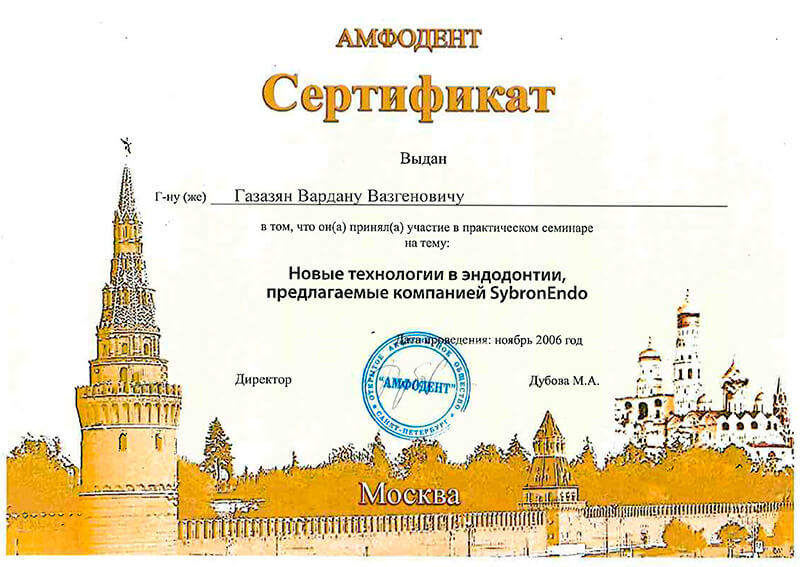 АМФОДЕНТ
Сертификат
Выдан
Г-ну (же) Газазян Вардану Вазгеновичу
в том, что он(а) принял(а) участие в практическом семинаре
на тему:
Новые технологии в эндодонтии,
предлагаемые компанией SybronEndo
Дата проведения: ноябрь 2006 год
Директор
ОТКРЫТОЕ АКЦИОНЕРНОЕ ОБЩЕСТВО
"АМФОДЕНТ"
САНКТ-ПЕТЕРБУРГ
Дубова М.А.
Москва